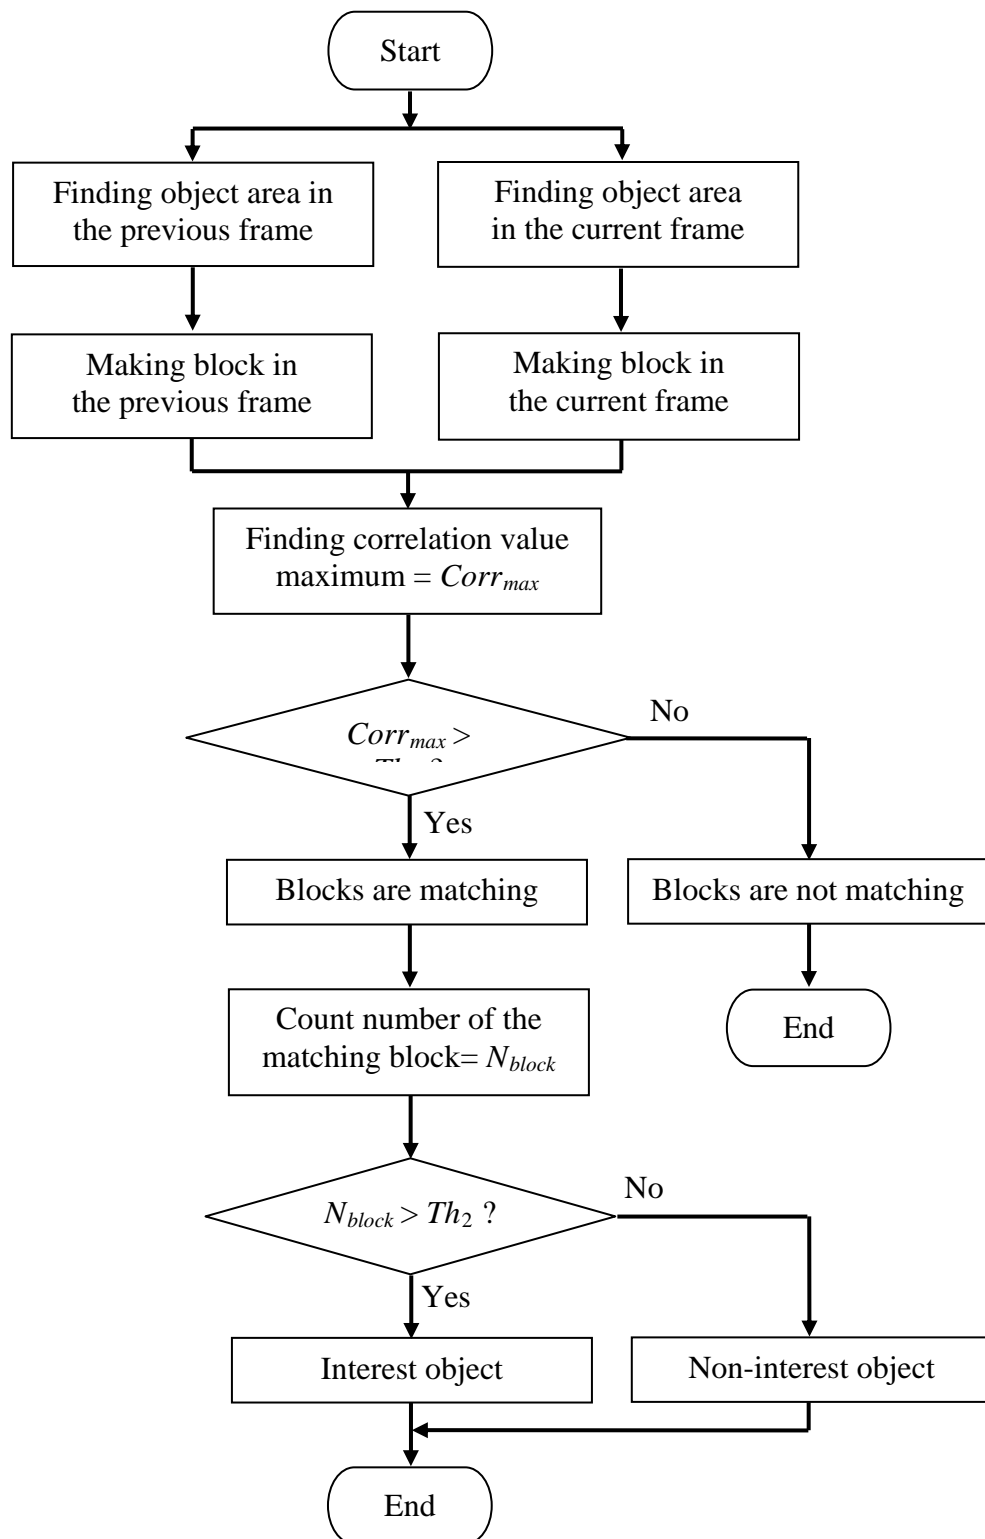 Start
Finding object area in
the previous frame
Finding object area
in the current frame
Making block in
the previous frame
Making block in
the current frame
Finding correlation value
maximum = Corrmax
Corrmax >
No
Yes
Blocks are matching
Blocks are not matching
Count number of the
matching block= Nblock
End
Nblock > Th2 ?
No
Yes
Interest object
Non-interest object
End